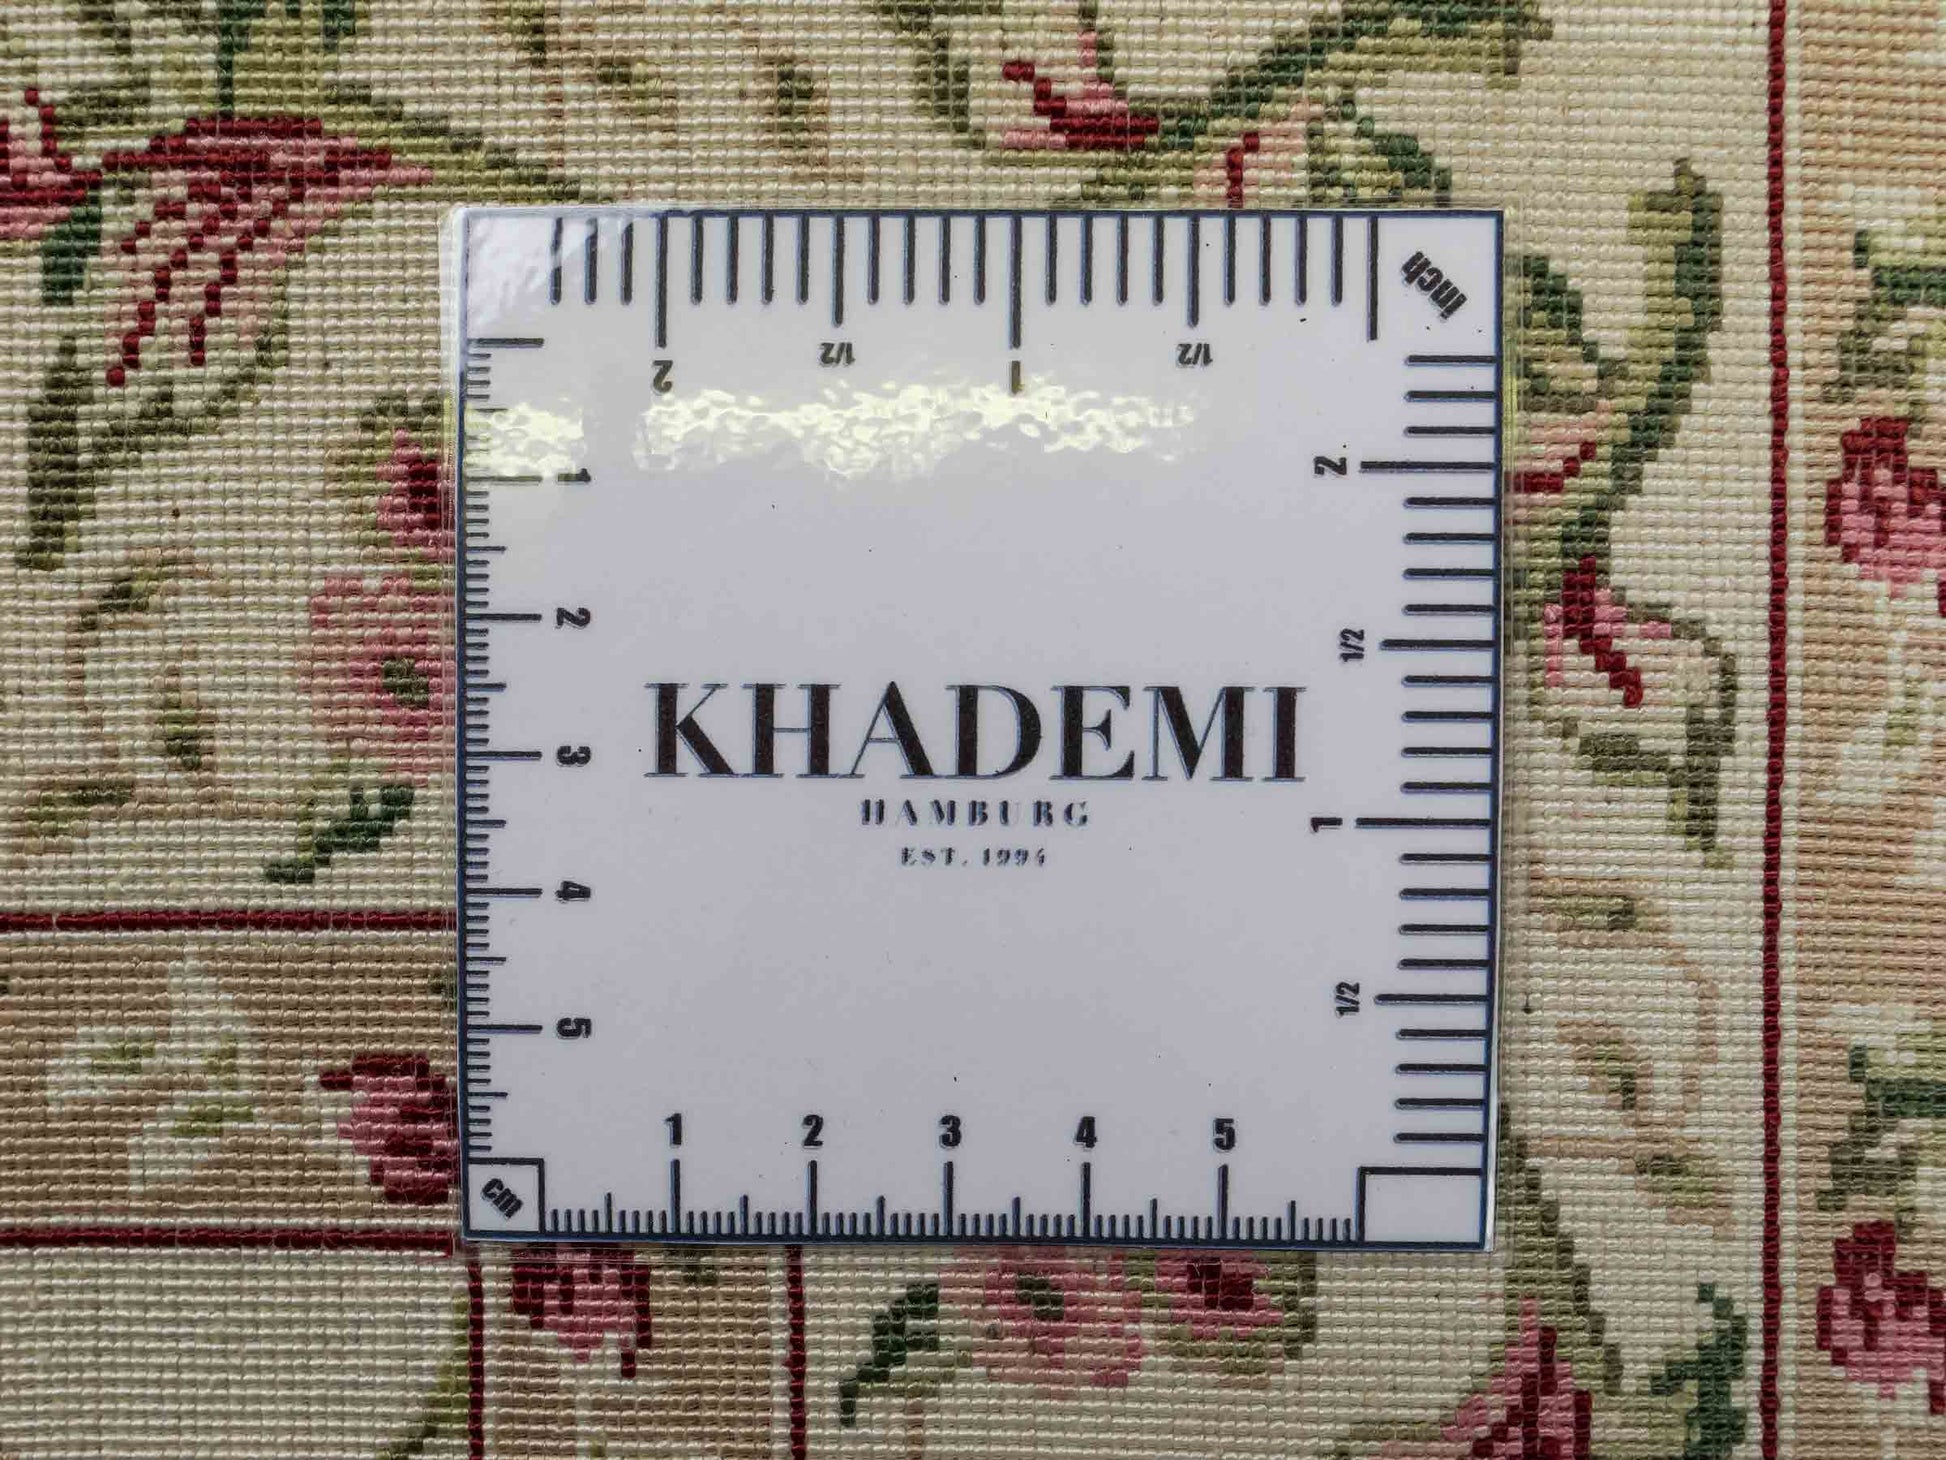 inch
2 1/2 1 1/2
1
2
3
4
5
2
1/2
1
1/2
KHADEMI
HAMBURG
EST. 1994
1 2 3 4 5
cm